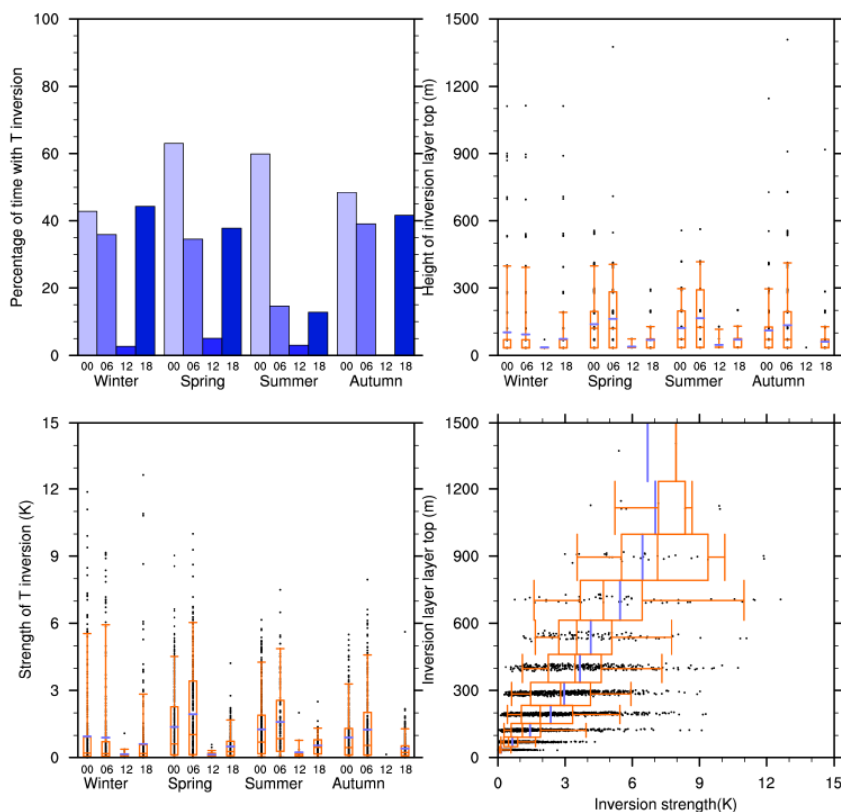 Percentage of time with T inversion
100
80
60
40
20
0
00 06 12 18 00 06 12 18 00 06 12 18 00 06 12 18
Winter Spring Summer Autumn
Height of inversion layer top (m)
1500
1200
900
600
300
0
00 06 12 18 00 06 12 18 00 06 12 18 00 06 12 18
Winter Spring Summer Autumn
Strength of T inversion (K)
15
12
9
6
3
0
00 06 12 18 00 06 12 18 00 06 12 18 00 06 12 18
Winter Spring Summer Autumn
Inversion layer layer top (m)
1500
1200
900
600
300
0
0 3 6 9 12 15
Inversion strength(K)